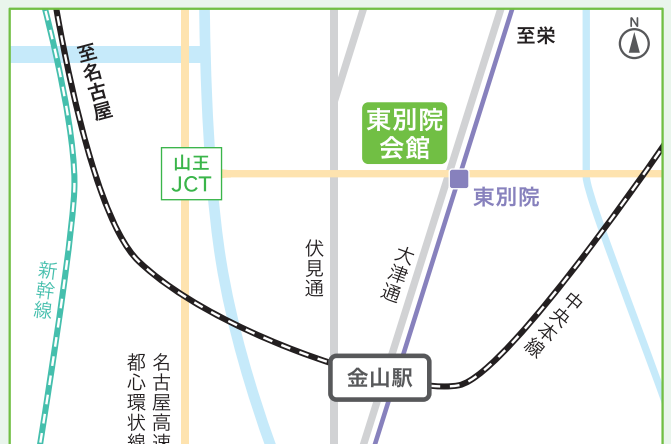 至栄
N
至名古屋
東別院
会館
山王
JCT
東別院
伏見通
大津通
新幹線
中央本線
名古屋高速
都心環状線
金山駅